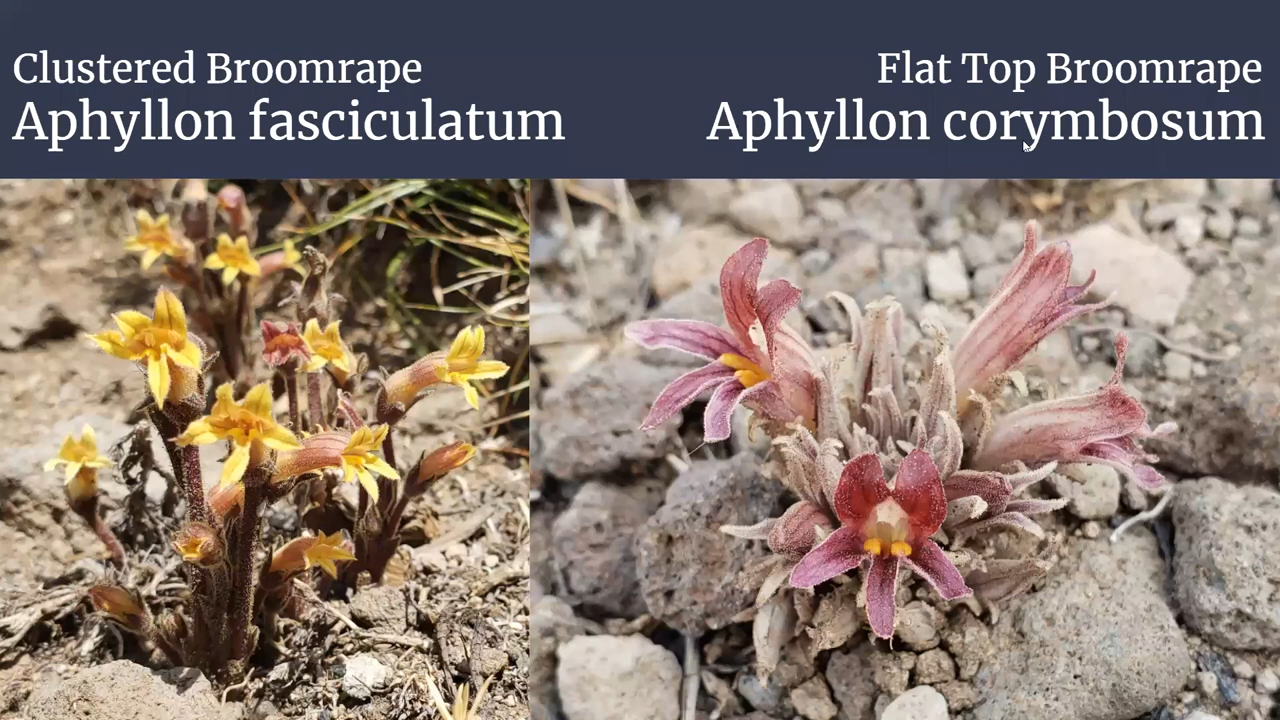 Clustered Broomrape
Aphyllon fasciculatum
Flat Top Broomrape
Aphyllon corymbosum